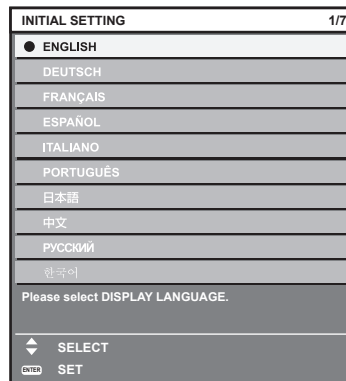 INITIAL SETTING 1/7
ENGLISH
DEUTSCH
FRANÇAIS
ESPAÑOL
ITALIANO
PORTUGUÊS
日本語
中文
РУССКИЙ
한국어
Please select DISPLAY LANGUAGE.
SELECT
ENTER SET